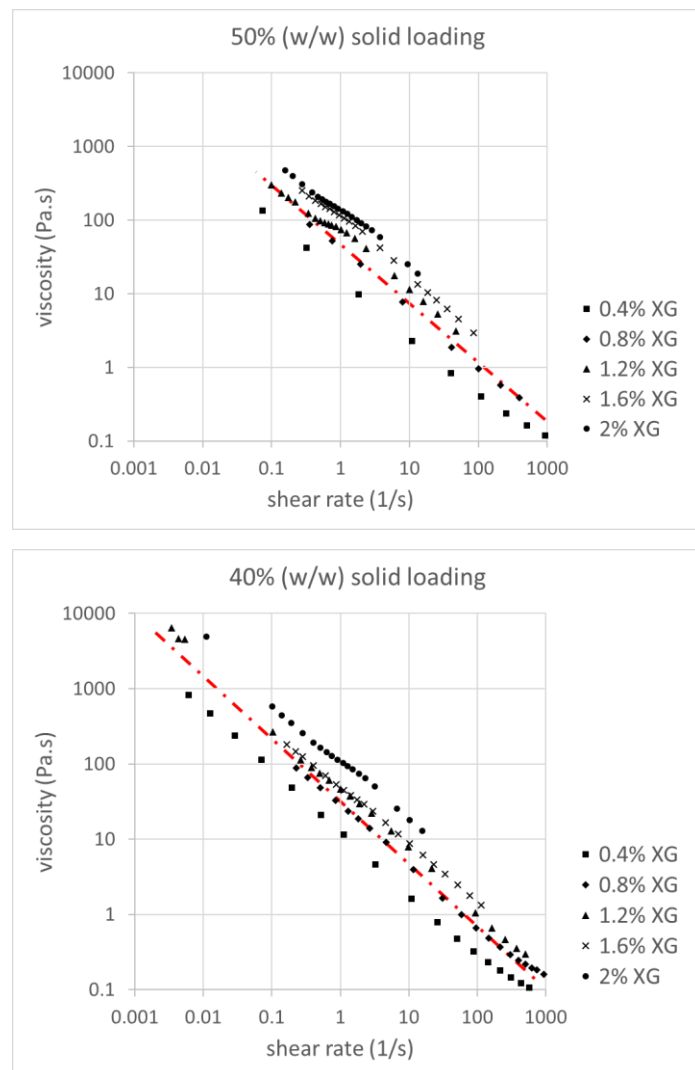 50% (w/w) solid loading
10000
1000
100
10
1
0.1
viscosity (Pa.s)
0.001 0.01 0.1 1 10 100 1000
shear rate (1/s)
0.4% XG
0.8% XG
1.2% XG
1.6% XG
2% XG
40% (w/w) solid loading
10000
1000
100
10
1
0.1
viscosity (Pa.s)
0.001 0.01 0.1 1 10 100 1000
shear rate (1/s)
0.4% XG
0.8% XG
1.2% XG
1.6% XG
2% XG